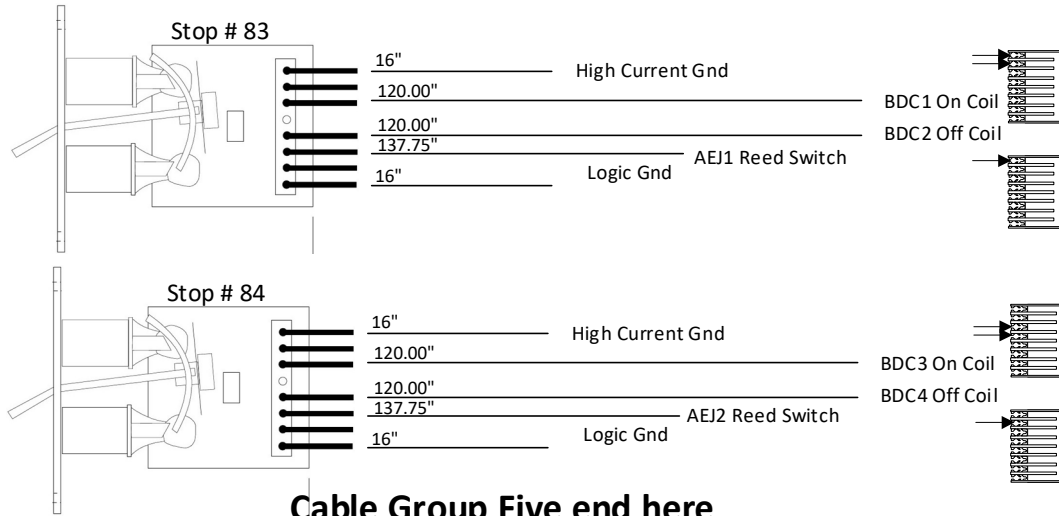 Stop # 83
16"
High Current Gnd
120.00"
BDC1 On Coil
120.00"
BDC2 Off Coil
137.75"
AEJ1 Reed Switch
Logic Gnd
16"
Stop # 84
16"
High Current Gnd
120.00"
BDC3 On Coil
120.00"
BDC4 Off Coil
137.75"
AEJ2 Reed Switch
Logic Gnd
16"
Cable Group Five end here